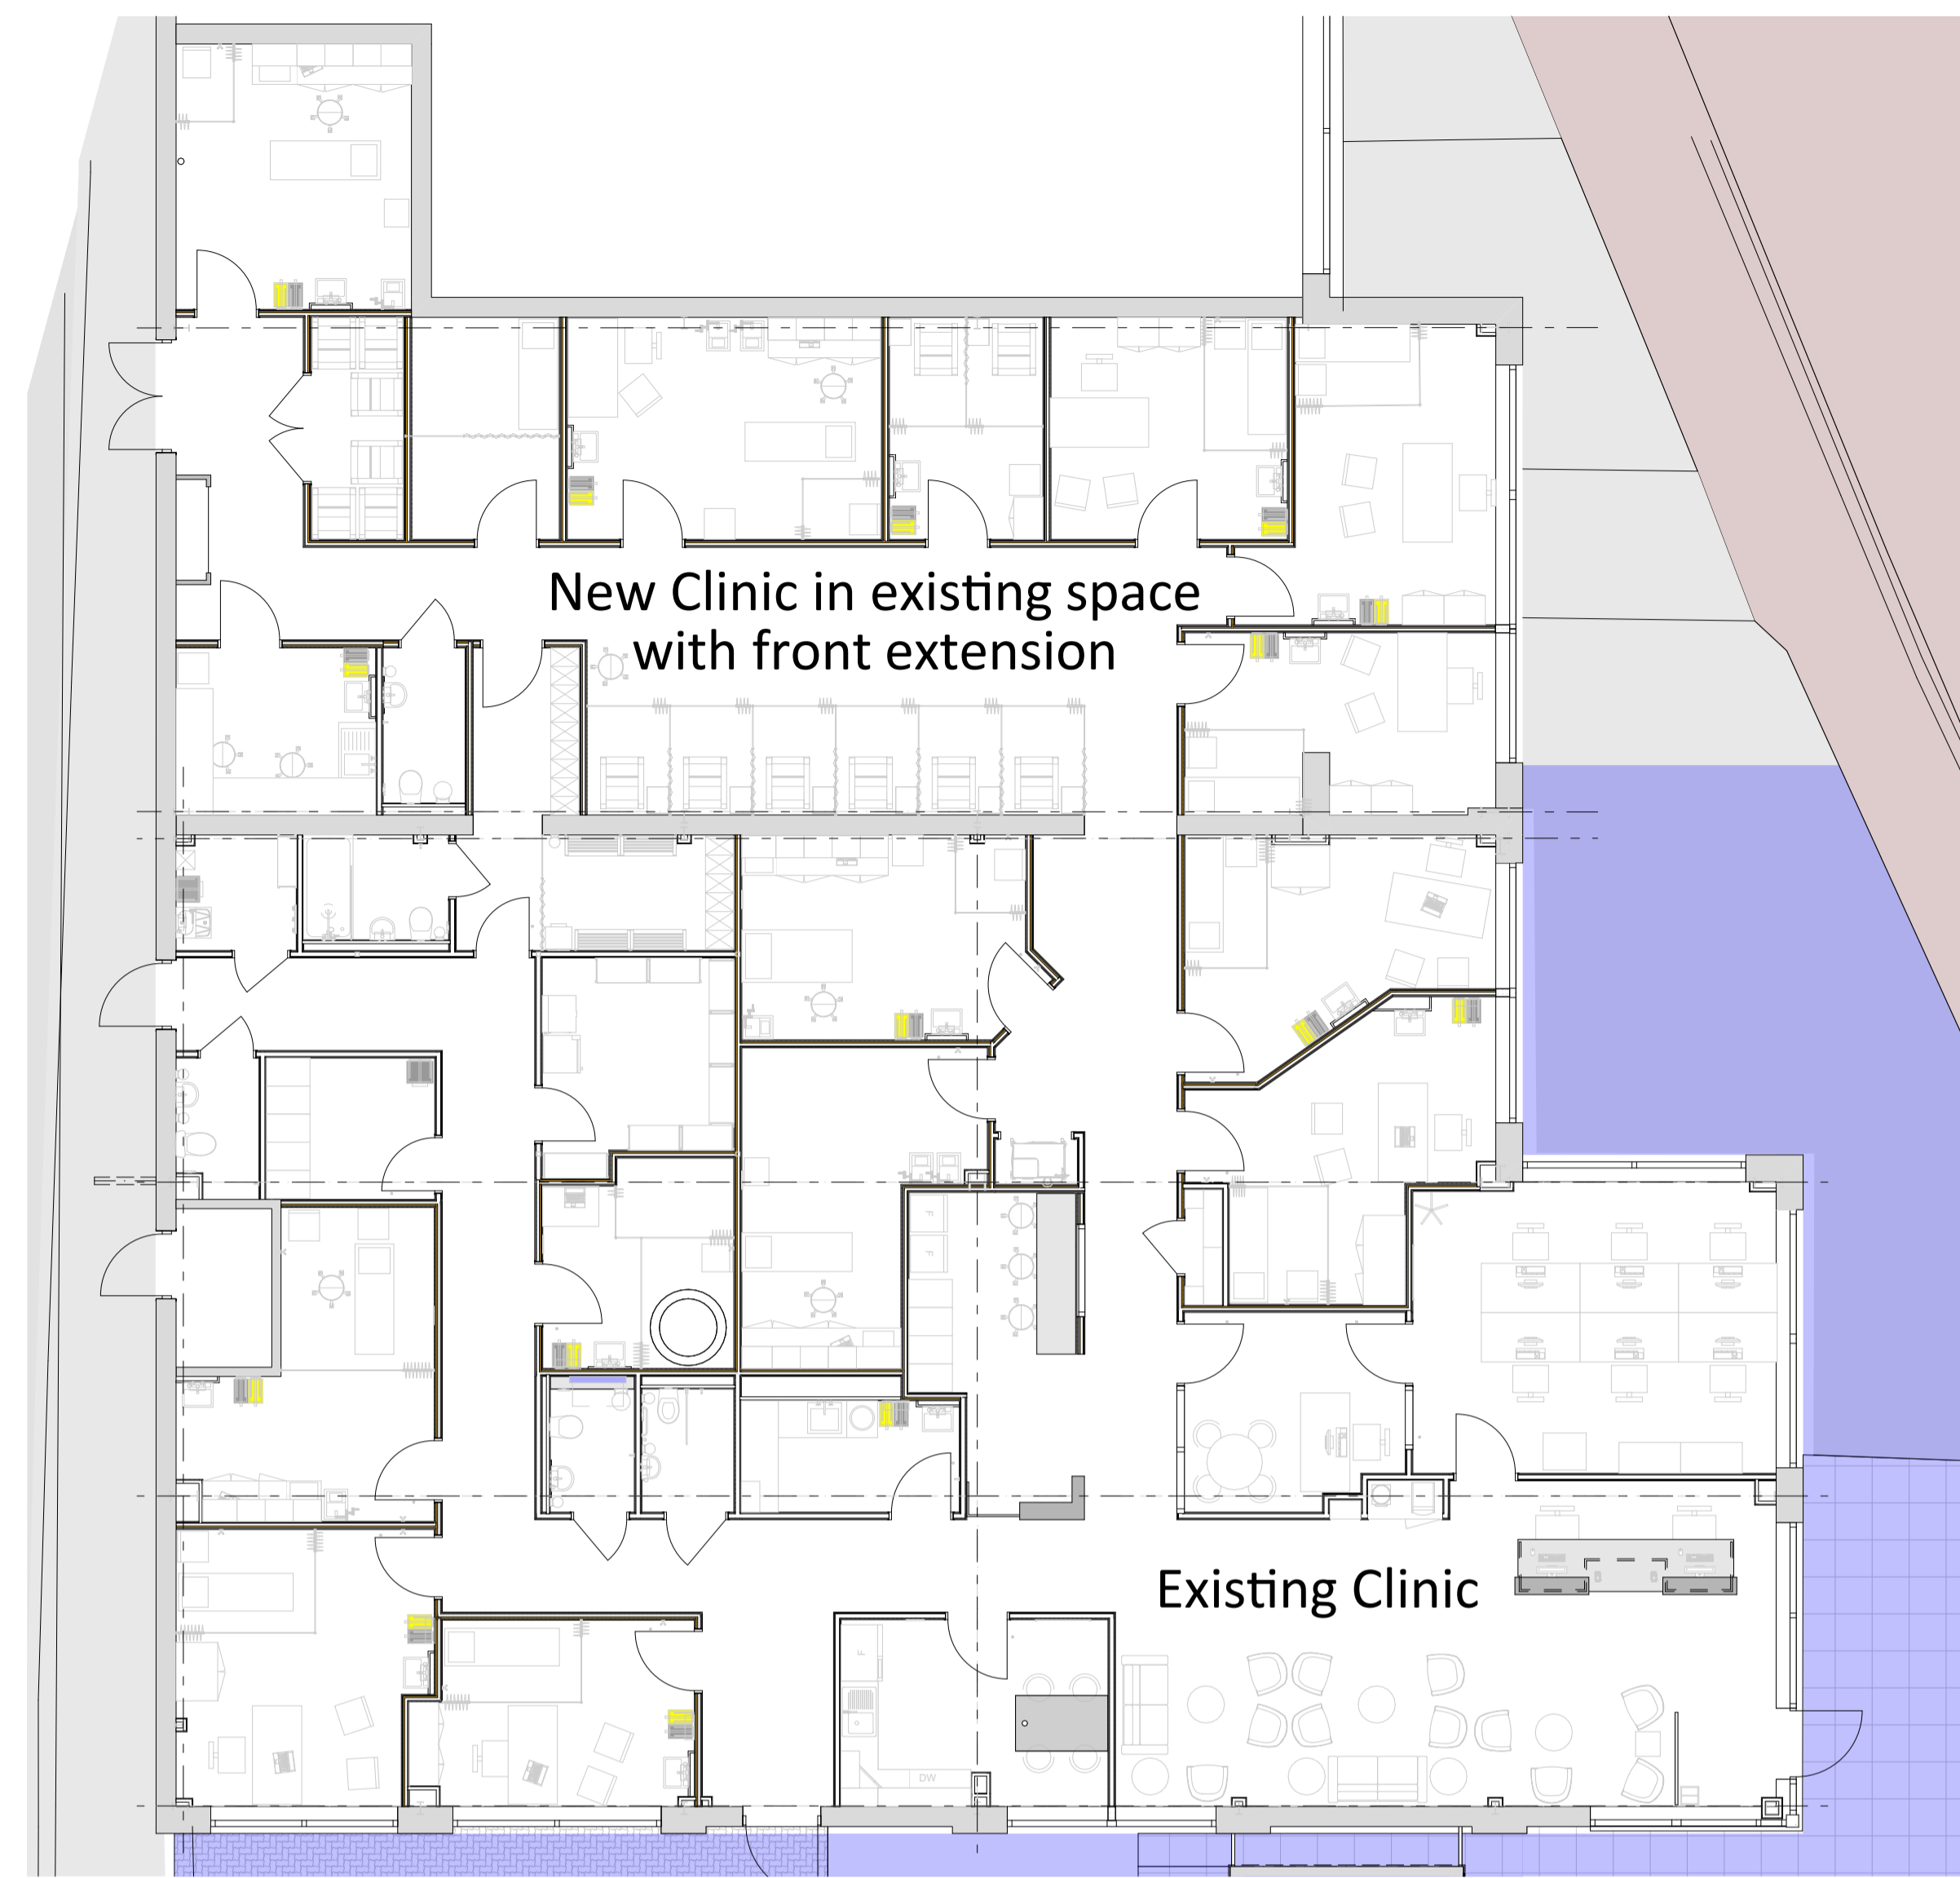 New Clinic in existing space
with front extension
F
F
Existing Clinic
F
DW